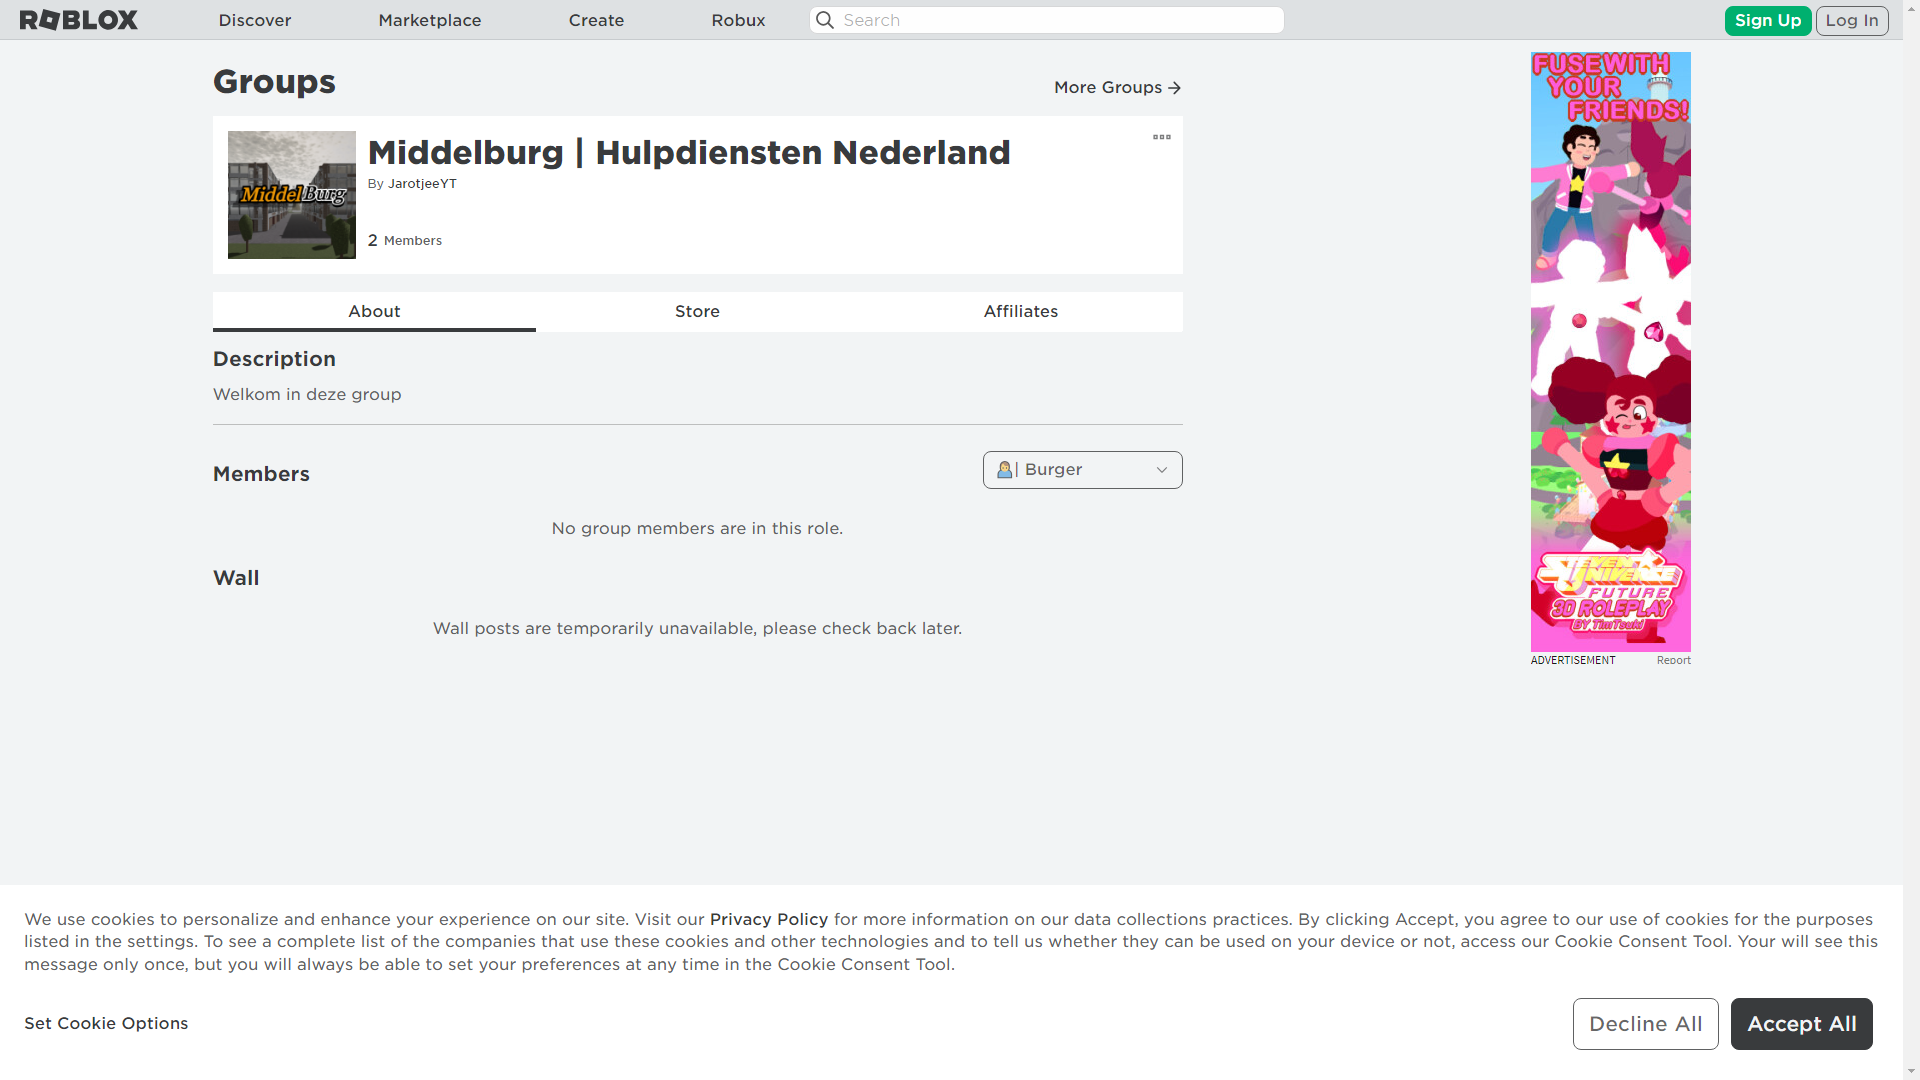 ROBLOX
Discover
Marketplace
Create
Robux
Search
Sign Up
Log In
Groups
More Groups
MiddelBurg
Middelburg | Hulpdiensten Nederland
By JarotjeeYT
2 Members
About
Store
Affiliates
Description
Welkom in deze group
Members
| Burger
No group members are in this role.
Wall
Wall posts are temporarily unavailable, please check back later.
FUSE WITH
YOUR
FRIENDS!
STEVEN
UNIVERSE
FUTURE
3D ROLEPLAY
BY TimTsuki
ADVERTISEMENT
Report
We use cookies to personalize and enhance your experience on our site. Visit our Privacy Policy for more information on our data collections practices. By clicking Accept, you agree to our use of cookies for the purposes
listed in the settings. To see a complete list of the companies that use these cookies and other technologies and to tell us whether they can be used on your device or not, access our Cookie Consent Tool. Your will see this
message only once, but you will always be able to set your preferences at any time in the Cookie Consent Tool.
Set Cookie Options
Decline All
Accept All